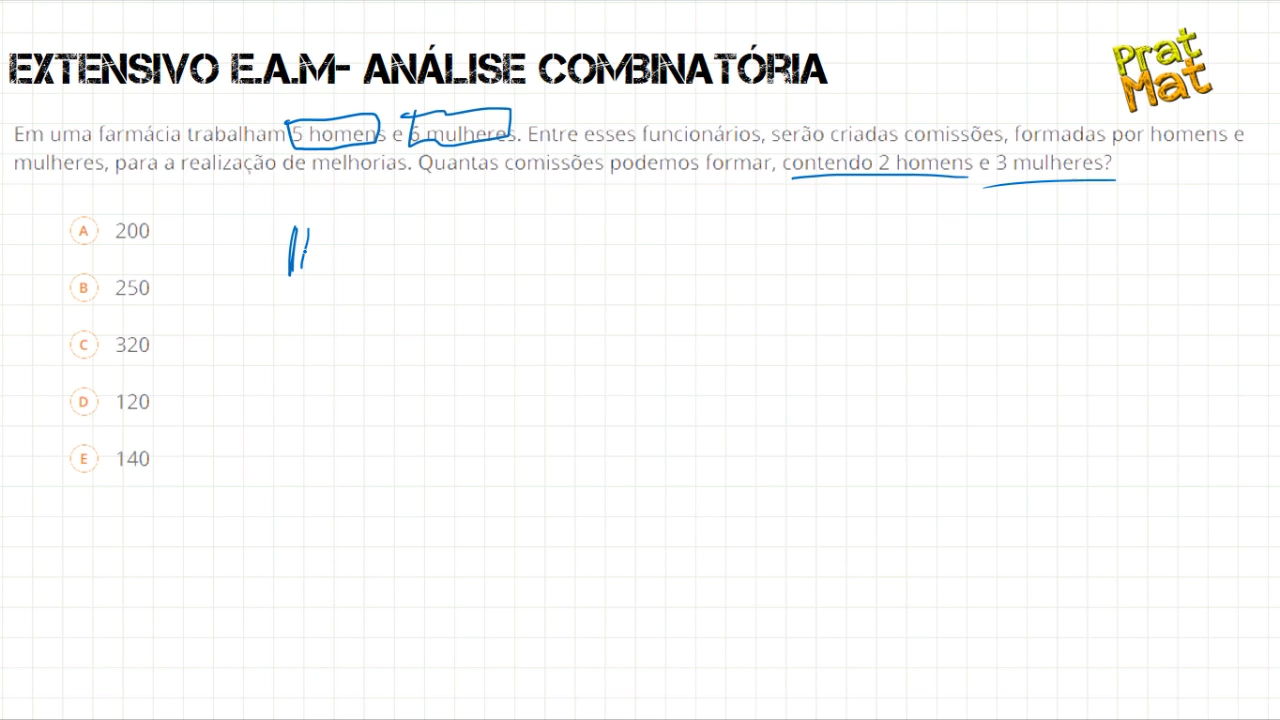 EXTENSIVO E.A.M- ANÁLISE COMBINATÓRIA
Prat
Mat
Em uma farmácia trabalham 5 homens e 6 mulheres. Entre esses funcionários, serão criadas comissões, formadas por homens e
mulheres, para a realização de melhorias. Quantas comissões podemos formar, contendo 2 homens e 3 mulheres?
A 200
B 250
C 320
D 120
E 140